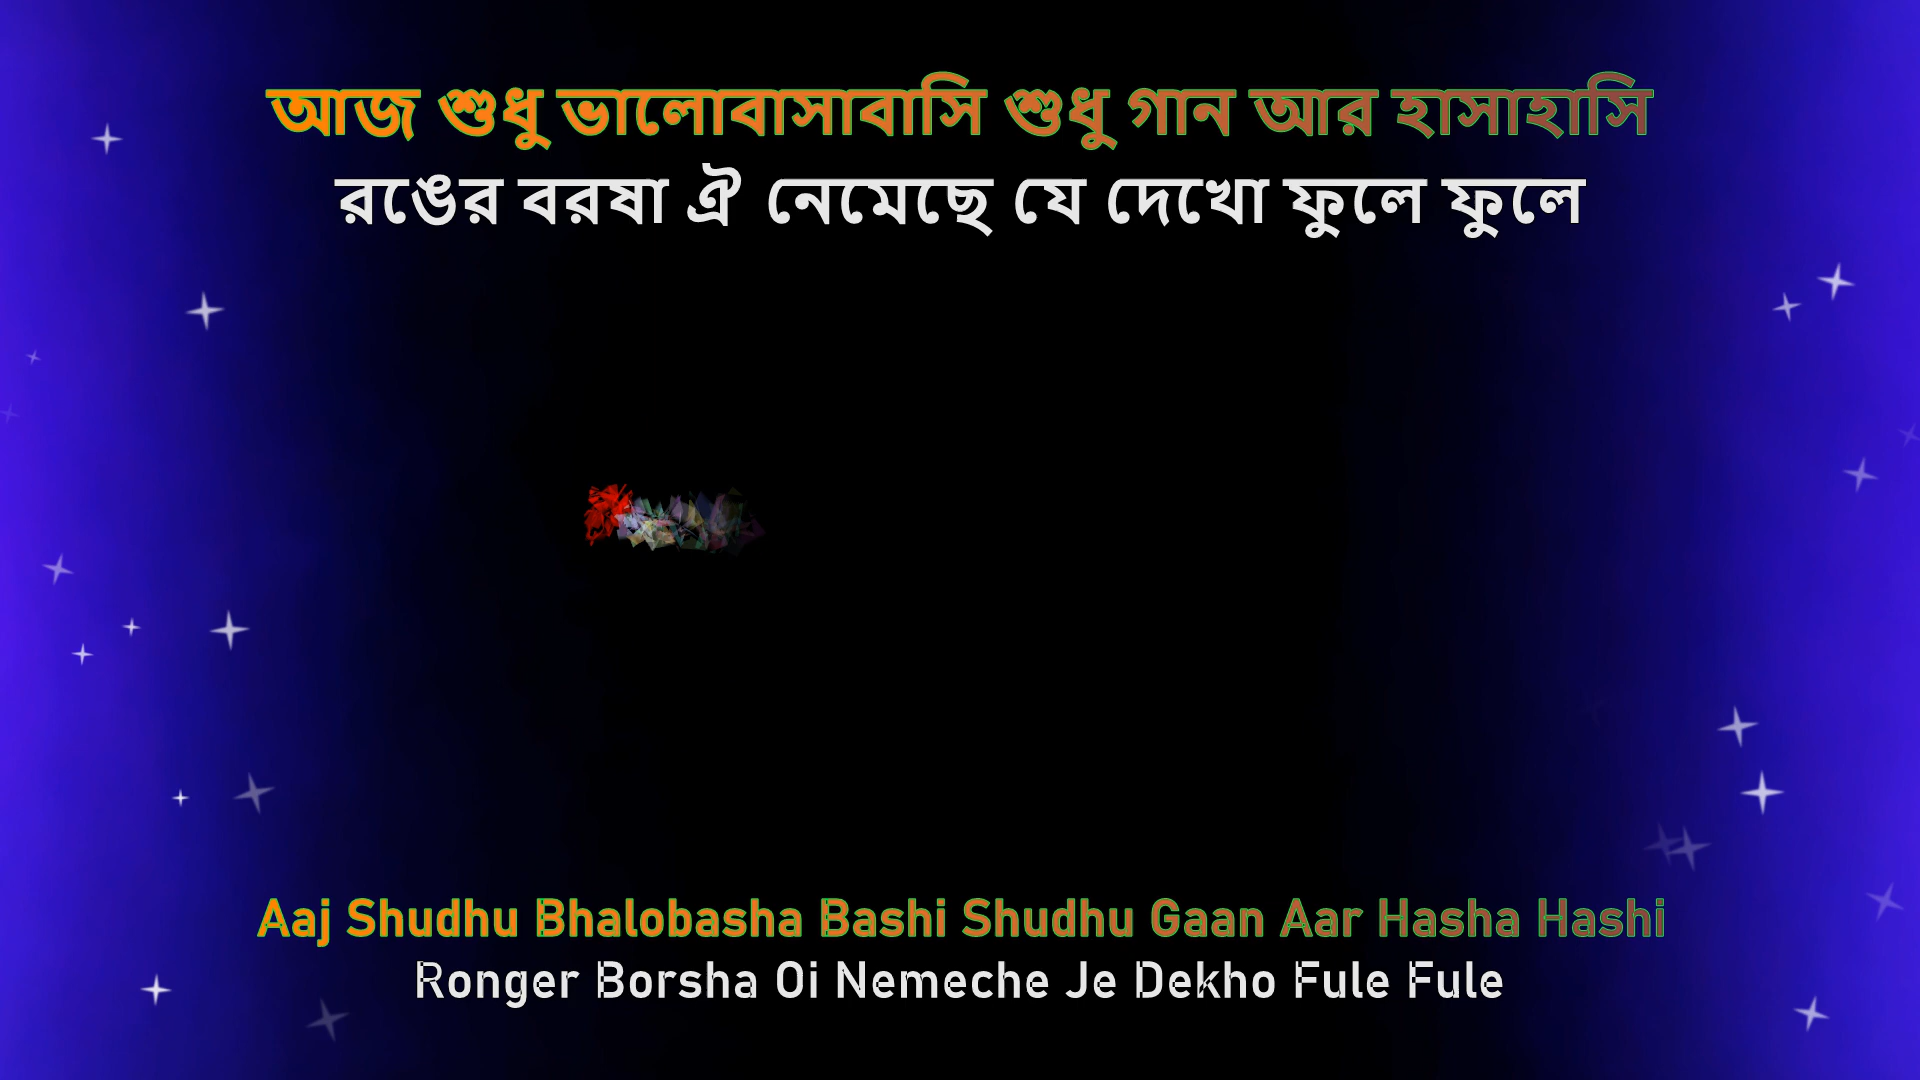 আজ শুধু ভালোবাসাবাসি শুধু গান আর হাসাহাসি
রঙের বরষা ঐ নেমেছে যে দেখো ফুলে ফুলে
Aaj Shudhu Bhalobasha Bashi Shudhu Gaan Aar Hasha Hashi
Ronger Borsha Oi Nemeche Je Dekho Fule Fule